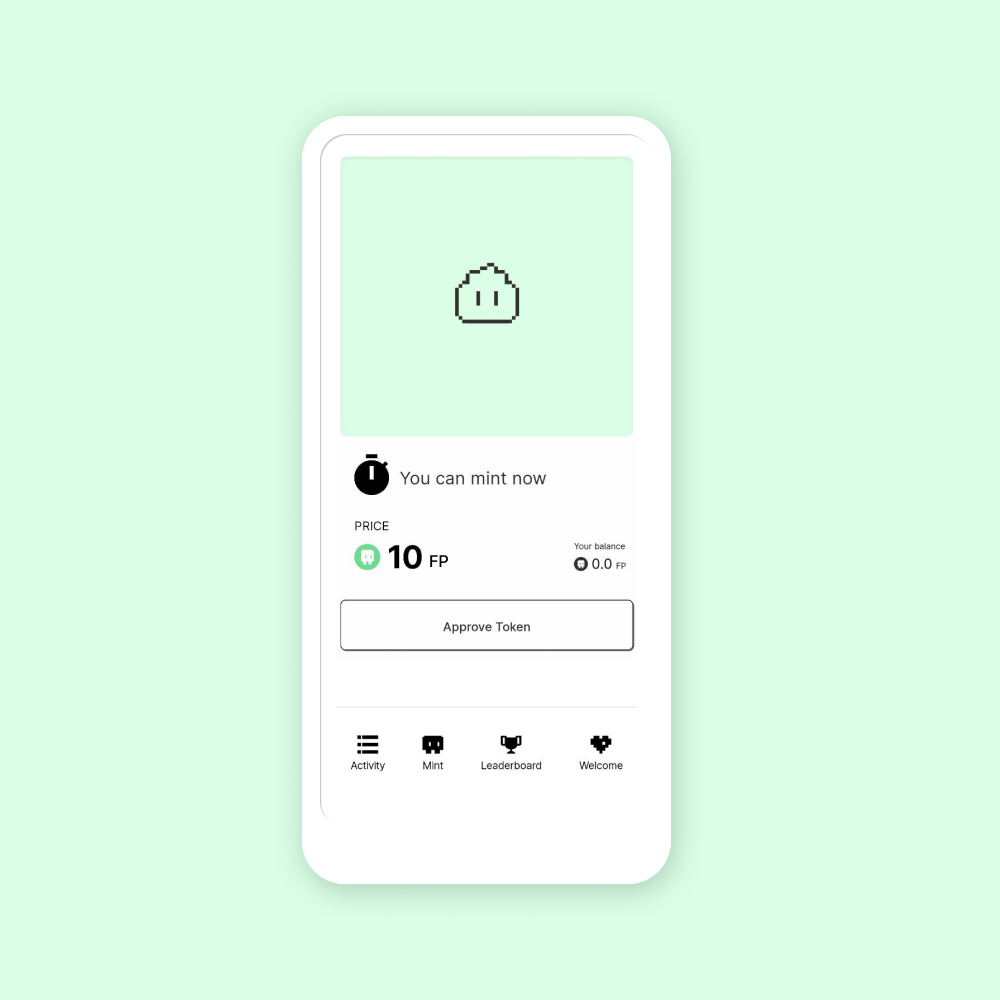 You can mint now
PRICE
10 FP
Your balance
0.0 FP
Approve Token
Activity
Mint
Leaderboard
Welcome